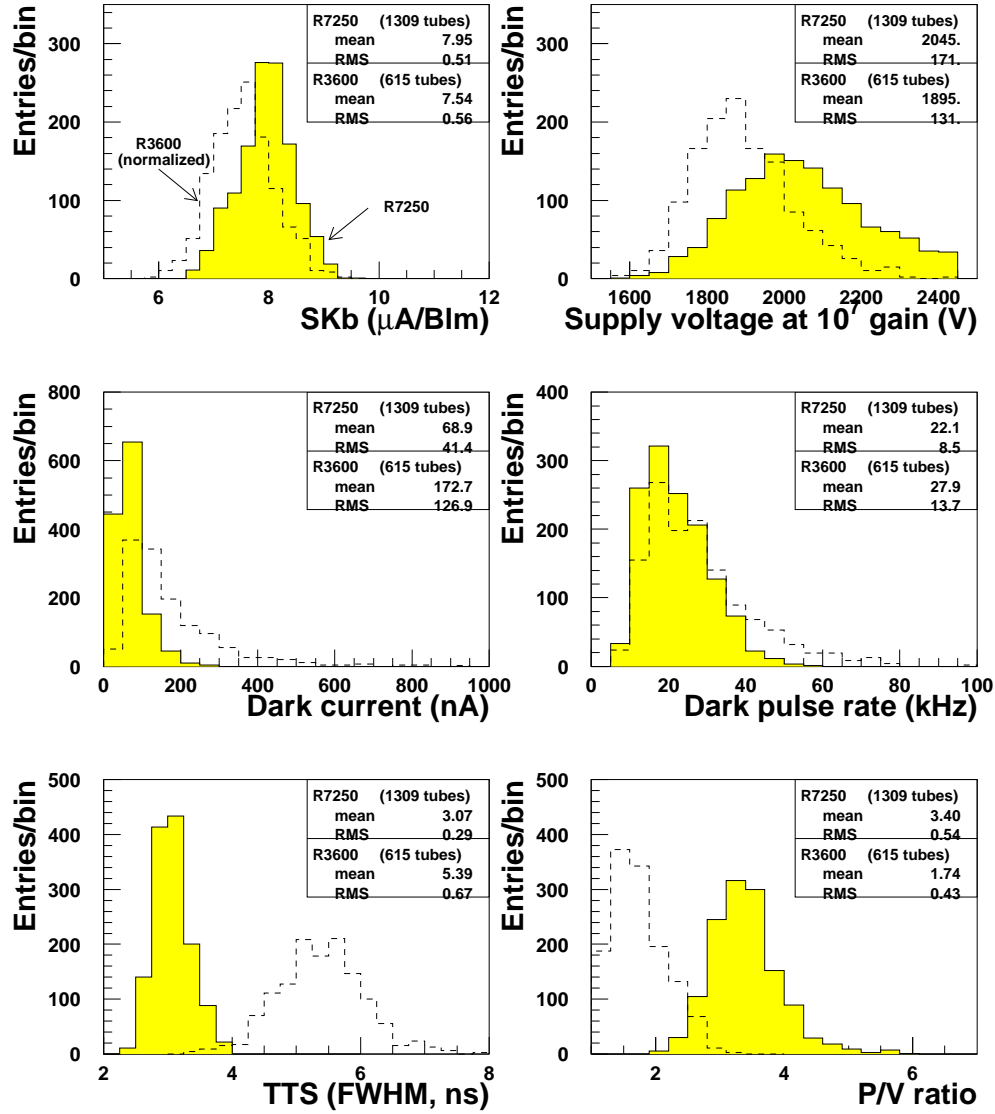 Entries/bin
350
300
200
100
0
R7250 (1309 tubes)
mean 7.95
RMS 0.51
R3600 (615 tubes)
mean 7.54
RMS 0.56
R3600
(normalized)
R7250
6 8 10 12
SKb (μA/Blm)
Entries/bin
300
200
100
0
R7250 (1309 tubes)
mean 2045.
RMS 171.
R3600 (615 tubes)
mean 1895.
RMS 131.
1600 1800 2000 2200 2400
Supply voltage at 10⁷ gain (V)
Entries/bin
800
600
400
200
0
R7250 (1309 tubes)
mean 68.9
RMS 41.4
R3600 (615 tubes)
mean 172.7
RMS 126.9
0 200 400 600 800 1000
Dark current (nA)
Entries/bin
400
300
200
100
0
R7250 (1309 tubes)
mean 22.1
RMS 8.5
R3600 (615 tubes)
mean 27.9
RMS 13.7
0 20 40 60 80 100
Dark pulse rate (kHz)
Entries/bin
500
400
300
200
100
0
R7250 (1309 tubes)
mean 3.07
RMS 0.29
R3600 (615 tubes)
mean 5.39
RMS 0.67
2 4 6 8
TTS (FWHM, ns)
Entries/bin
500
400
300
200
100
0
R7250 (1309 tubes)
mean 3.40
RMS 0.54
R3600 (615 tubes)
mean 1.74
RMS 0.43
2 4 6
P/V ratio